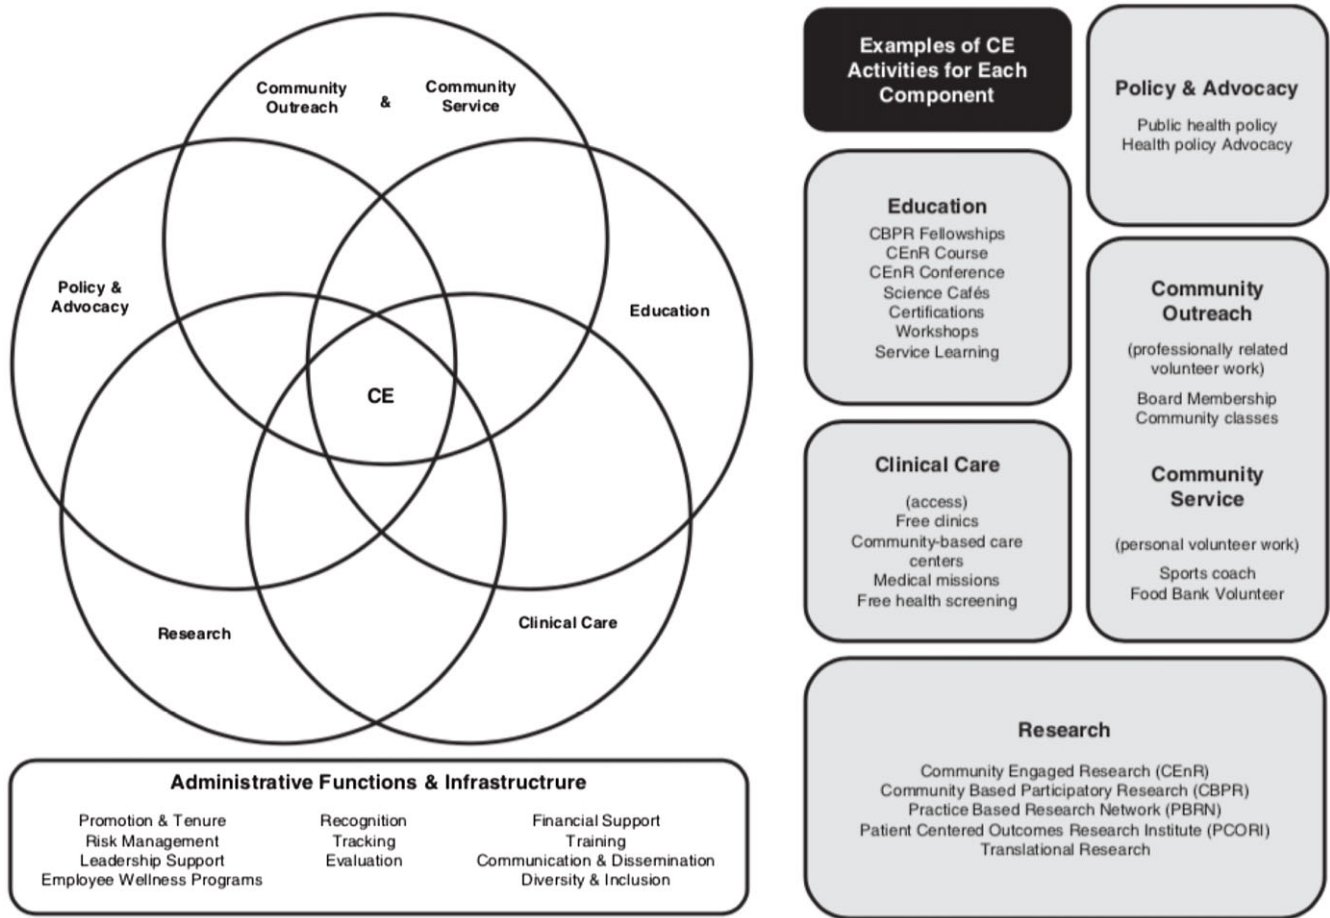 Community
Outreach
&
Community
Service
Policy &
Advocacy
Education
CE
Research
Clinical Care
Administrative Functions & Infrastructrure
Promotion & Tenure
Risk Management
Leadership Support
Employee Wellness Programs
Recognition
Tracking
Evaluation
Financial Support
Training
Communication & Dissemination
Diversity & Inclusion
Examples of CE
Activities for Each
Component
Policy & Advocacy
Public health policy
Health policy Advocacy
Education
CBPR Fellowships
CEnR Course
CEnR Conference
Science Cafés
Certifications
Workshops
Service Learning
Community
Outreach
(professionally related
volunteer work)
Board Membership
Community classes
Community
Service
(personal volunteer work)
Sports coach
Food Bank Volunteer
Clinical Care
(access)
Free clinics
Community-based care
centers
Medical missions
Free health screening
Research
Community Engaged Research (CEnR)
Community Based Participatory Research (CBPR)
Practice Based Research Network (PBRN)
Patient Centered Outcomes Research Institute (PCORI)
Translational Research